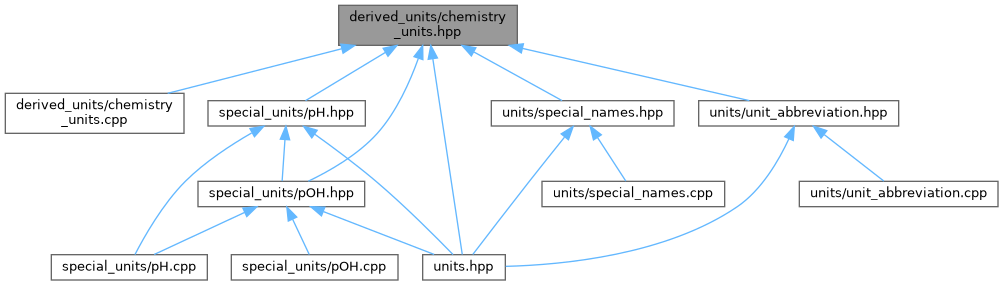 derived_units/chemistry
_units.hpp
derived_units/chemistry
_units.cpp
special_units/pH.hpp
units/special_names.hpp
units/unit_abbreviation.hpp
special_units/pOH.hpp
units/special_names.cpp
units/unit_abbreviation.cpp
special_units/pH.cpp
special_units/pOH.cpp
units.hpp